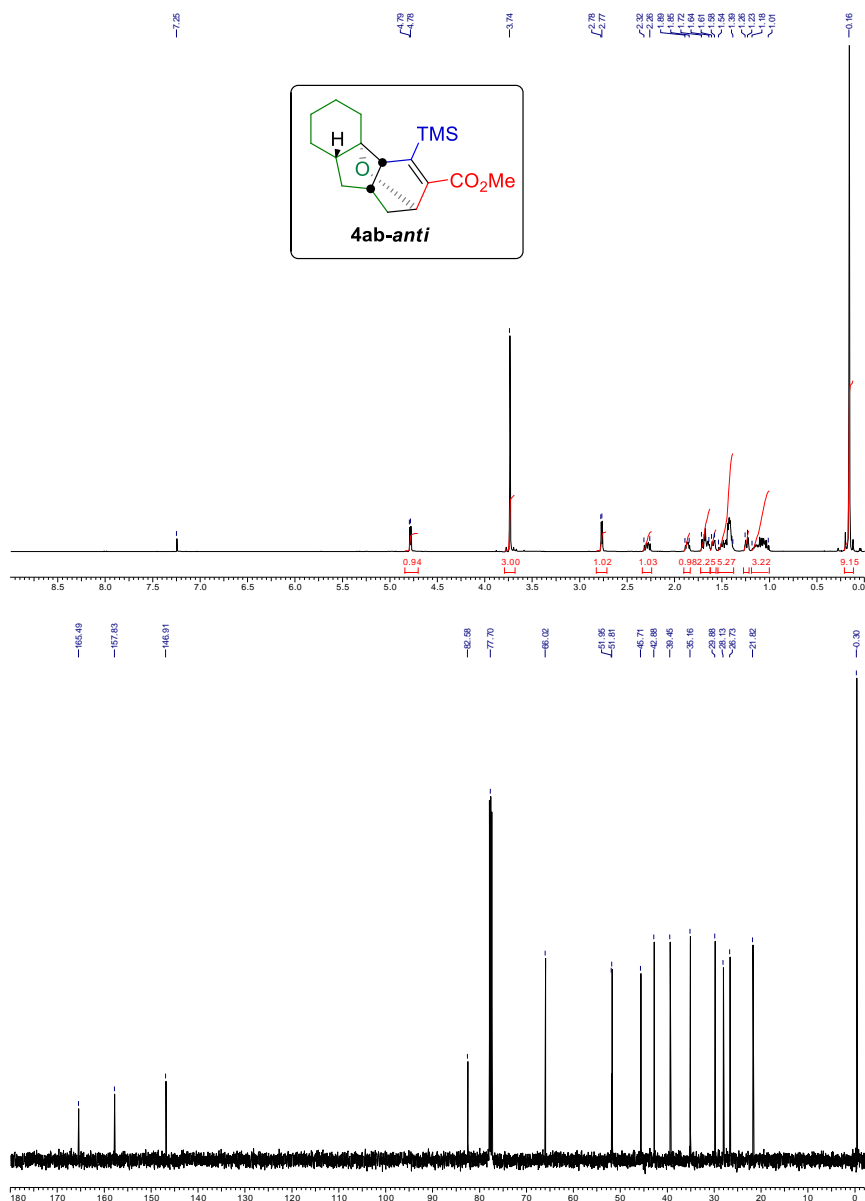 7.25 4.79 4.78 3.74 2.78 2.77 2.32 2.26 1.89 1.85 1.72 1.64 1.61 1.58 1.54 1.39 1.26 1.23 1.18 1.01 0.16
H
TMS
O
CO2Me
4ab-anti
0.94 3.00 1.02 1.03 0.98 2.25 5.27 3.22 9.15
8.5 8.0 7.5 7.0 6.5 6.0 5.5 5.0 4.5 4.0 3.5 3.0 2.5 2.0 1.5 1.0 0.5 0.0
165.49 157.83 146.91 82.58 77.70 66.02 51.95 51.81 45.71 42.88 39.45 35.16 29.88 28.13 26.73 21.82 0.30
180 170 160 150 140 130 120 110 100 90 80 70 60 50 40 30 20 10 0